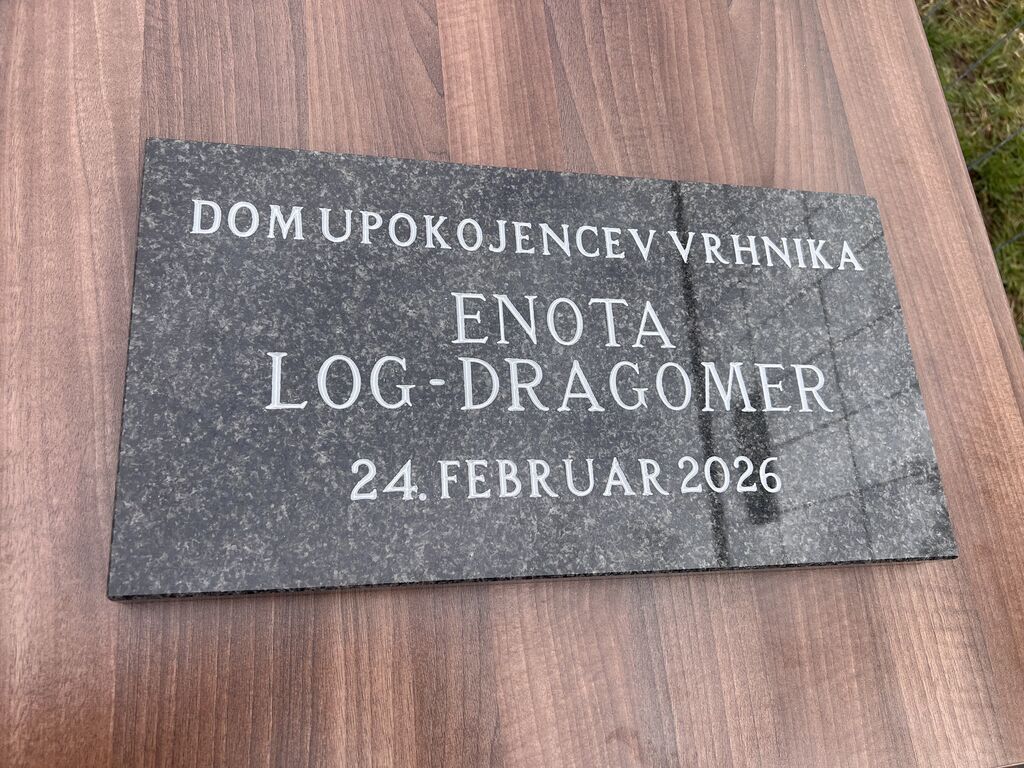 DOM UPOKOJENCEV VRHNIKA
ENOTA
LOG - DRAGOMER
24. FEBRUAR 2026